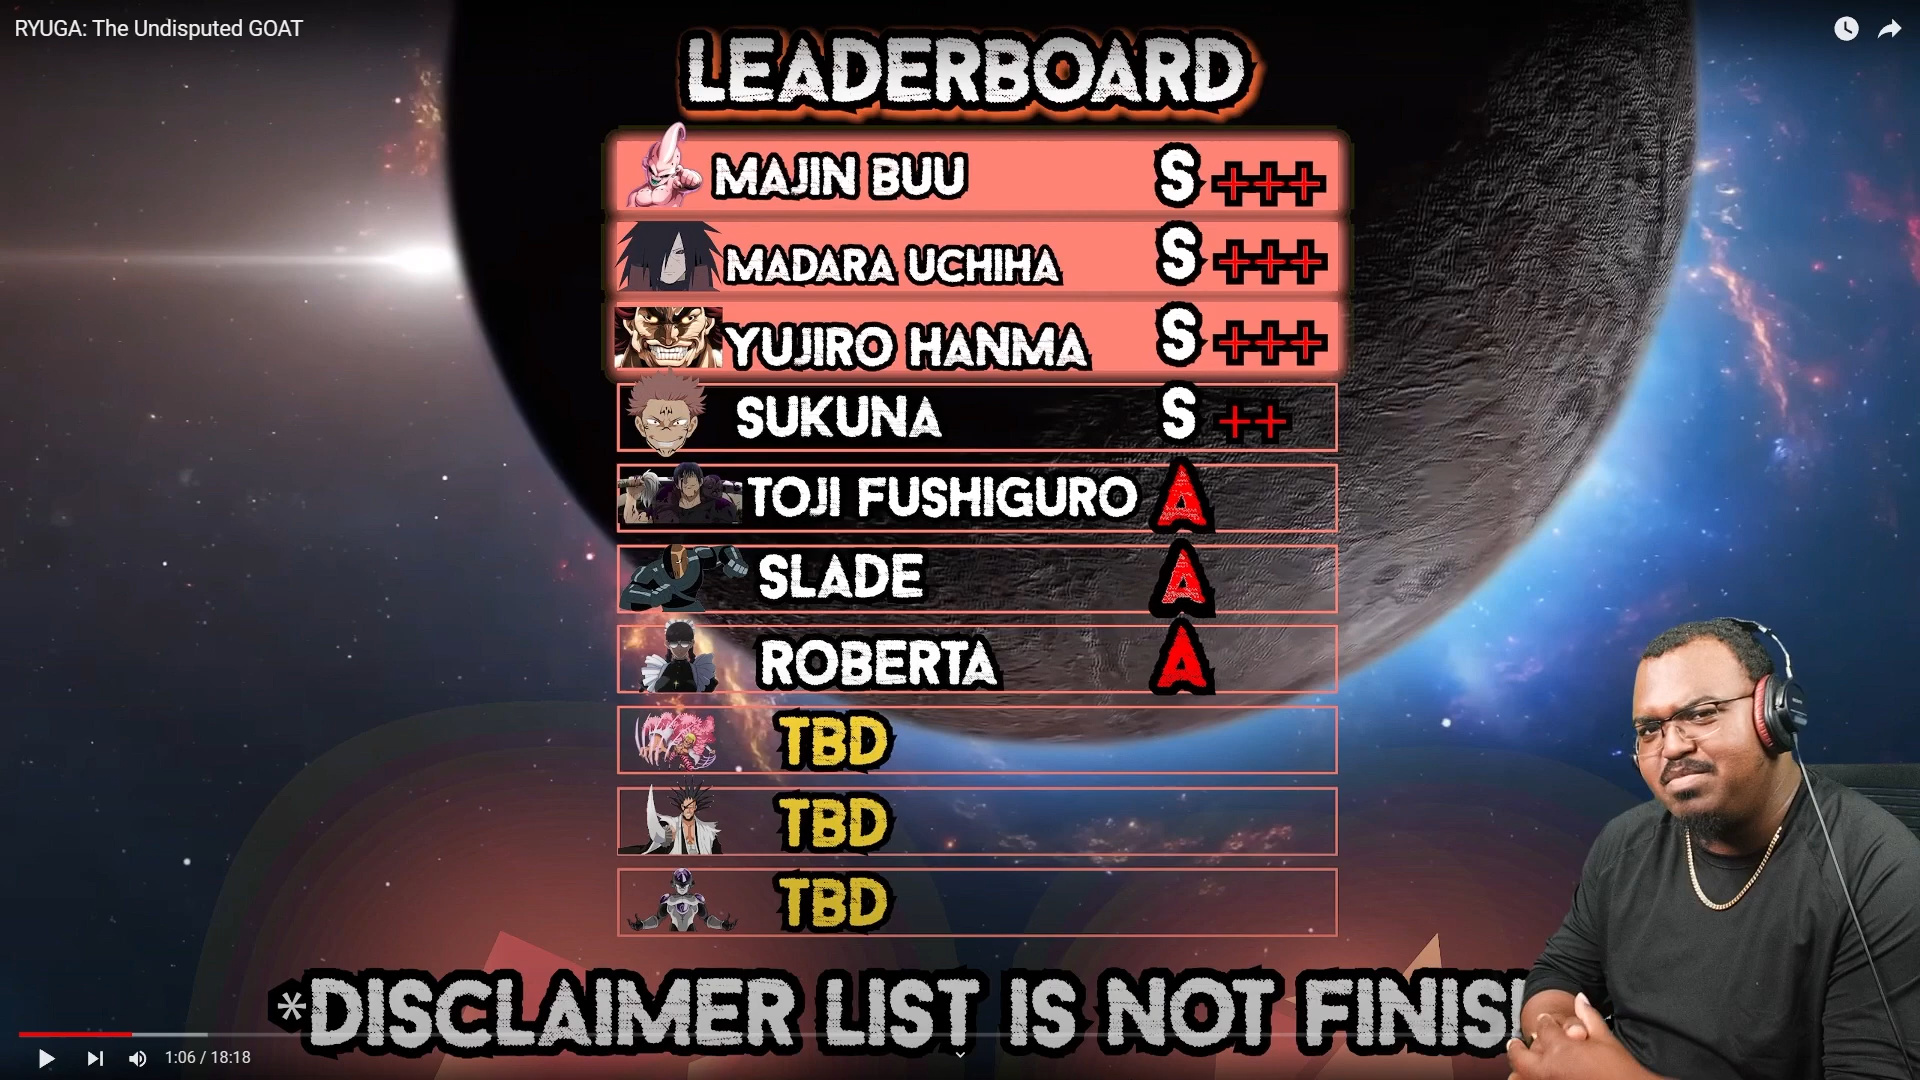 RYUGA: The Undisputed GOAT
LEADERBOARD
MAJIN BUU S +++
MADARA UCHIHA S +++
YUJIRO HANMA S +++
SUKUNA S ++
TOJI FUSHIGURO A
SLADE A
ROBERTA A
TBD
TBD
TBD
*DISCLAIMER LIST IS NOT FINIS
1:06 / 18:18